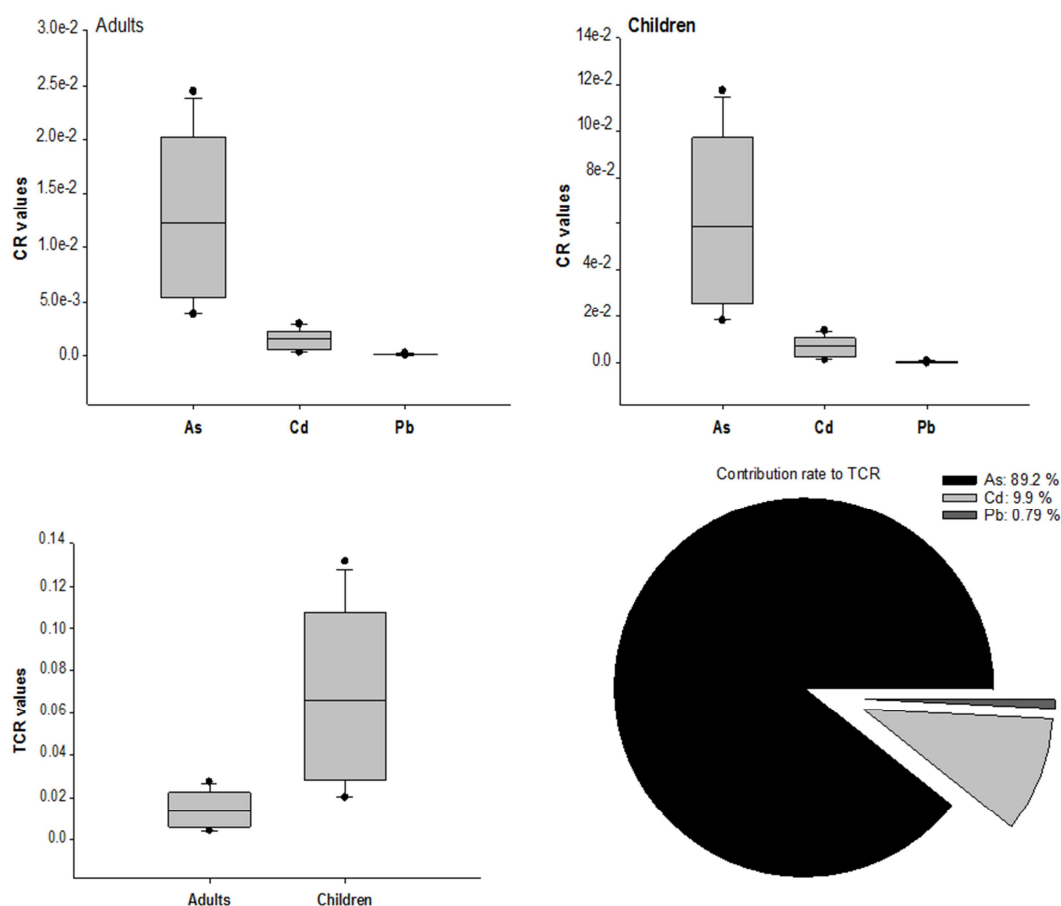 Adults
CR values
3.0e-2
2.5e-2
2.0e-2
1.5e-2
1.0e-2
5.0e-3
0.0
As Cd Pb
Children
CR values
14e-2
12e-2
10e-2
8e-2
4e-2
2e-2
0.0
As Cd Pb
TCR values
0.14
0.12
0.10
0.08
0.06
0.04
0.02
0.0
Adults Children
Contribution rate to TCR
As: 89.2 %
Cd: 9.9 %
Pb: 0.79 %